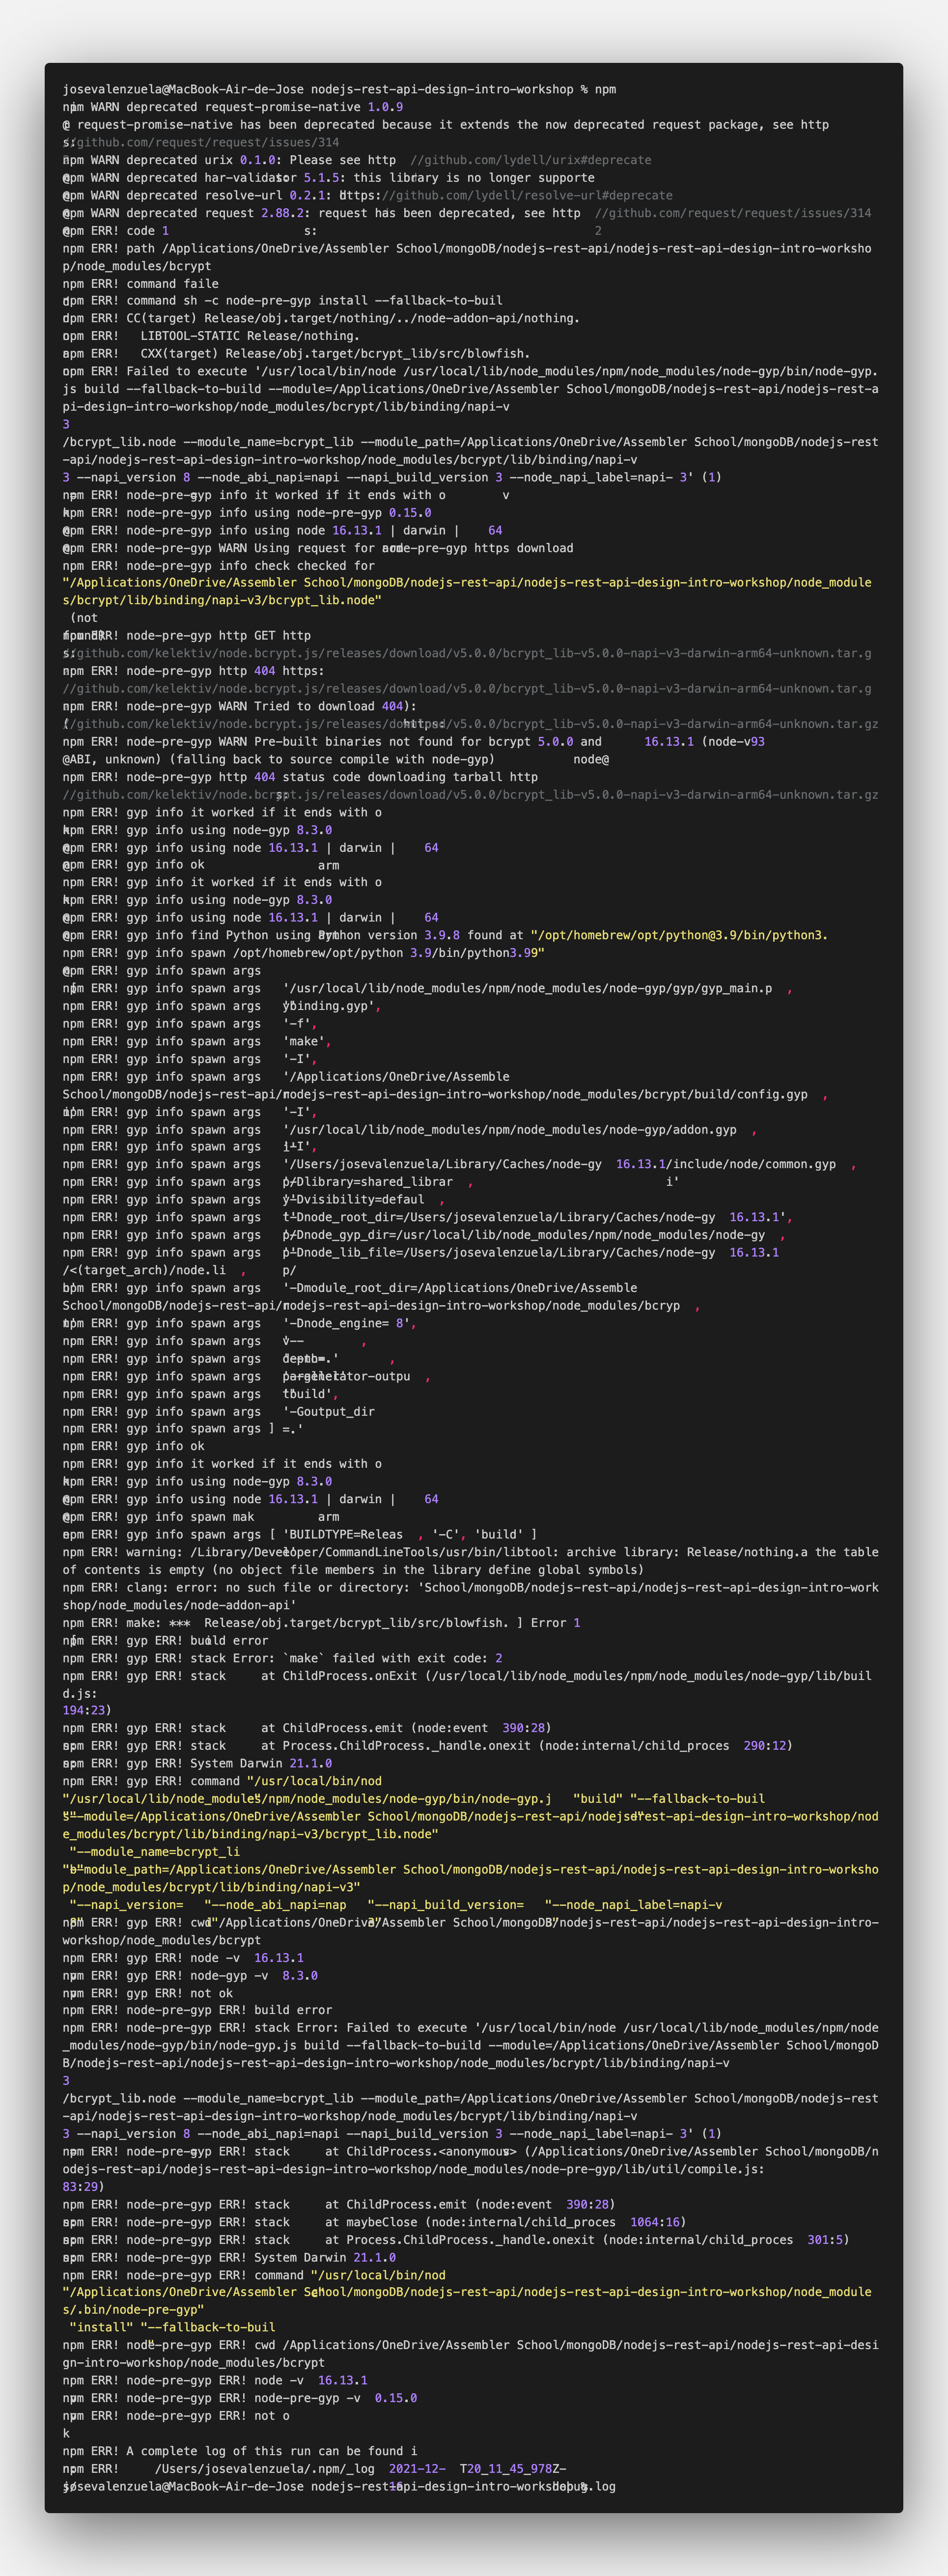 josevalenzuela@MacBook-Air-de-Jose nodejs-rest-api-design-intro-workshop % npm
npm WARN deprecated request-promise-native 1.0.9
: request-promise-native has been deprecated because it extends the now deprecated request package, see http
s://github.com/request/request/issues/314
npm WARN deprecated urix 0.1.0: Please see http //github.com/lydell/urix#deprecate
npm WARN deprecated har-validator 5.1.5: this library is no longer supporte
npm WARN deprecated resolve-url 0.2.1: https://github.com/lydell/resolve-url#deprecate
npm WARN deprecated request 2.88.2: request has been deprecated, see http //github.com/request/request/issues/314
npm ERR! code 1 s: 2
npm ERR! path /Applications/OneDrive/Assembler School/mongoDB/nodejs-rest-api/nodejs-rest-api-design-intro-worksho
p/node_modules/bcrypt
npm ERR! command faile
npm ERR! command sh -c node-pre-gyp install --fallback-to-buil
npm ERR! CC(target) Release/obj.target/nothing/../node-addon-api/nothing.
npm ERR!   LIBTOOL-STATIC Release/nothing.
npm ERR!   CXX(target) Release/obj.target/bcrypt_lib/src/blowfish.
npm ERR! Failed to execute '/usr/local/bin/node /usr/local/lib/node_modules/npm/node_modules/node-gyp/bin/node-gyp.
js build --fallback-to-build --module=/Applications/OneDrive/Assembler School/mongoDB/nodejs-rest-api/nodejs-rest-a
pi-design-intro-workshop/node_modules/bcrypt/lib/binding/napi-v
3
/bcrypt_lib.node --module_name=bcrypt_lib --module_path=/Applications/OneDrive/Assembler School/mongoDB/nodejs-rest
-api/nodejs-rest-api-design-intro-workshop/node_modules/bcrypt/lib/binding/napi-v
3 --napi_version 8 --node_abi_napi=napi --napi_build_version 3 --node_napi_label=napi- 3' (1)
npm ERR! node-pre-gyp info it worked if it ends with o v
npm ERR! node-pre-gyp info using node-pre-gyp 0.15.0
npm ERR! node-pre-gyp info using node 16.13.1 | darwin | 64
npm ERR! node-pre-gyp WARN Using request for node-pre-gyp https download
npm ERR! node-pre-gyp info check checked for
"/Applications/OneDrive/Assembler School/mongoDB/nodejs-rest-api/nodejs-rest-api-design-intro-workshop/node_module
s/bcrypt/lib/binding/napi-v3/bcrypt_lib.node"
(not
npm ERR! node-pre-gyp http GET http
s://github.com/kelektiv/node.bcrypt.js/releases/download/v5.0.0/bcrypt_lib-v5.0.0-napi-v3-darwin-arm64-unknown.tar.g
npm ERR! node-pre-gyp http 404 https:
//github.com/kelektiv/node.bcrypt.js/releases/download/v5.0.0/bcrypt_lib-v5.0.0-napi-v3-darwin-arm64-unknown.tar.g
npm ERR! node-pre-gyp WARN Tried to download 404):
//github.com/kelektiv/node.bcrypt.js/releases/download/v5.0.0/bcrypt_lib-v5.0.0-napi-v3-darwin-arm64-unknown.tar.gz
npm ERR! node-pre-gyp WARN Pre-built binaries not found for bcrypt 5.0.0 and 16.13.1 (node-v93
@ABI, unknown) (falling back to source compile with node-gyp) node@
npm ERR! node-pre-gyp http 404 status code downloading tarball http
//github.com/kelektiv/node.bcrypt.js/releases/download/v5.0.0/bcrypt_lib-v5.0.0-napi-v3-darwin-arm64-unknown.tar.gz
npm ERR! gyp info it worked if it ends with o
npm ERR! gyp info using node-gyp 8.3.0
npm ERR! gyp info using node 16.13.1 | darwin | 64
npm ERR! gyp info ok arm
npm ERR! gyp info it worked if it ends with o
npm ERR! gyp info using node-gyp 8.3.0
npm ERR! gyp info using node 16.13.1 | darwin | 64
npm ERR! gyp info find Python using Python version 3.9.8 found at "/opt/homebrew/opt/python@3.9/bin/python3.
npm ERR! gyp info spawn /opt/homebrew/opt/python 3.9/bin/python3.99"
npm ERR! gyp info spawn args
npm ERR! gyp info spawn args   '/usr/local/lib/node_modules/npm/node_modules/node-gyp/gyp/gyp_main.p ,
npm ERR! gyp info spawn args   'binding.gyp',
npm ERR! gyp info spawn args   '-f',
npm ERR! gyp info spawn args   'make',
npm ERR! gyp info spawn args   '-I',
npm ERR! gyp info spawn args   '/Applications/OneDrive/Assemble
School/mongoDB/nodejs-rest-api/nodejs-rest-api-design-intro-workshop/node_modules/bcrypt/build/config.gyp ,
npm ERR! gyp info spawn args   '-I',
npm ERR! gyp info spawn args   '/usr/local/lib/node_modules/npm/node_modules/node-gyp/addon.gyp ,
npm ERR! gyp info spawn args   '-I',
npm ERR! gyp info spawn args   '/Users/josevalenzuela/Library/Caches/node-gy 16.13.1/include/node/common.gyp ,
npm ERR! gyp info spawn args   '-Dlibrary=shared_librar , i'
npm ERR! gyp info spawn args   '-Dvisibility=defaul ,
npm ERR! gyp info spawn args   '-Dnode_root_dir=/Users/josevalenzuela/Library/Caches/node-gy 16.13.1',
npm ERR! gyp info spawn args   '-Dnode_gyp_dir=/usr/local/lib/node_modules/npm/node_modules/node-gy ,
npm ERR! gyp info spawn args   '-Dnode_lib_file=/Users/josevalenzuela/Library/Caches/node-gy 16.13.1
/<(target_arch)/node.li , p/
npm ERR! gyp info spawn args   '-Dmodule_root_dir=/Applications/OneDrive/Assemble
School/mongoDB/nodejs-rest-api/nodejs-rest-api-design-intro-workshop/node_modules/bcryp ,
npm ERR! gyp info spawn args   '-Dnode_engine= 8',
npm ERR! gyp info spawn args   '-- ,
npm ERR! gyp info spawn args   depth=.' ,
npm ERR! gyp info spawn args   '--generator-outpu ,
npm ERR! gyp info spawn args   'build',
npm ERR! gyp info spawn args   '-Goutput_dir
npm ERR! gyp info spawn args ] =.'
npm ERR! gyp info ok
npm ERR! gyp info it worked if it ends with o
npm ERR! gyp info using node-gyp 8.3.0
npm ERR! gyp info using node 16.13.1 | darwin | 64
npm ERR! gyp info spawn mak arm
npm ERR! gyp info spawn args [ 'BUILDTYPE=Releas , '-C', 'build' ]
npm ERR! warning: /Library/Developer/CommandLineTools/usr/bin/libtool: archive library: Release/nothing.a the table
of contents is empty (no object file members in the library define global symbols)
npm ERR! clang: error: no such file or directory: 'School/mongoDB/nodejs-rest-api/nodejs-rest-api-design-intro-work
shop/node_modules/node-addon-api'
npm ERR! make: *** Release/obj.target/bcrypt_lib/src/blowfish. ] Error 1
npm ERR! gyp ERR! build error
npm ERR! gyp ERR! stack Error: `make` failed with exit code: 2
npm ERR! gyp ERR! stack     at ChildProcess.onExit (/usr/local/lib/node_modules/npm/node_modules/node-gyp/lib/buil
d.js:
194:23)
npm ERR! gyp ERR! stack     at ChildProcess.emit (node:event 390:28)
npm ERR! gyp ERR! stack     at Process.ChildProcess._handle.onexit (node:internal/child_proces 290:12)
npm ERR! gyp ERR! System Darwin 21.1.0
npm ERR! gyp ERR! command "/usr/local/bin/nod
"/usr/local/lib/node_modules/npm/node_modules/node-gyp/bin/node-gyp.j "build" "--fallback-to-buil
"--module=/Applications/OneDrive/Assembler School/mongoDB/nodejs-rest-api/nodejs-rest-api-design-intro-workshop/nod
e_modules/bcrypt/lib/binding/napi-v3/bcrypt_lib.node"
"--module_name=bcrypt_li
"--module_path=/Applications/OneDrive/Assembler School/mongoDB/nodejs-rest-api/nodejs-rest-api-design-intro-worksho
p/node_modules/bcrypt/lib/binding/napi-v3"
"--napi_version= "--node_abi_napi=nap "--napi_build_version= "--node_napi_label=napi-v
npm ERR! gyp ERR! cwd /Applications/OneDrive/Assembler School/mongoDB/nodejs-rest-api/nodejs-rest-api-design-intro-
workshop/node_modules/bcrypt
npm ERR! gyp ERR! node -v 16.13.1
npm ERR! gyp ERR! node-gyp -v 8.3.0
npm ERR! gyp ERR! not ok
npm ERR! node-pre-gyp ERR! build error
npm ERR! node-pre-gyp ERR! stack Error: Failed to execute '/usr/local/bin/node /usr/local/lib/node_modules/npm/node
_modules/node-gyp/bin/node-gyp.js build --fallback-to-build --module=/Applications/OneDrive/Assembler School/mongoD
B/nodejs-rest-api/nodejs-rest-api-design-intro-workshop/node_modules/bcrypt/lib/binding/napi-v
3
/bcrypt_lib.node --module_name=bcrypt_lib --module_path=/Applications/OneDrive/Assembler School/mongoDB/nodejs-rest
-api/nodejs-rest-api-design-intro-workshop/node_modules/bcrypt/lib/binding/napi-v
3 --napi_version 8 --node_abi_napi=napi --napi_build_version 3 --node_napi_label=napi- 3' (1)
npm ERR! node-pre-gyp ERR! stack     at ChildProcess.<anonymous> (/Applications/OneDrive/Assembler School/mongoDB/n
odejs-rest-api/nodejs-rest-api-design-intro-workshop/node_modules/node-pre-gyp/lib/util/compile.js:
83:29)
npm ERR! node-pre-gyp ERR! stack     at ChildProcess.emit (node:event 390:28)
npm ERR! node-pre-gyp ERR! stack     at maybeClose (node:internal/child_proces 1064:16)
npm ERR! node-pre-gyp ERR! stack     at Process.ChildProcess._handle.onexit (node:internal/child_proces 301:5)
npm ERR! node-pre-gyp ERR! System Darwin 21.1.0
npm ERR! node-pre-gyp ERR! command "/usr/local/bin/nod
"/Applications/OneDrive/Assembler School/mongoDB/nodejs-rest-api/nodejs-rest-api-design-intro-workshop/node_module
s/.bin/node-pre-gyp"
"install" "--fallback-to-buil
npm ERR! node-pre-gyp ERR! cwd /Applications/OneDrive/Assembler School/mongoDB/nodejs-rest-api/nodejs-rest-api-desi
gn-intro-workshop/node_modules/bcrypt
npm ERR! node-pre-gyp ERR! node -v 16.13.1
npm ERR! node-pre-gyp ERR! node-pre-gyp -v 0.15.0
npm ERR! node-pre-gyp ERR! not o
k
npm ERR! A complete log of this run can be found i
npm ERR!     /Users/josevalenzuela/.npm/_log 2021-12- T20_11_45_978Z-
josevalenzuela@MacBook-Air-de-Jose nodejs-rest-api-design-intro-workshop %.log